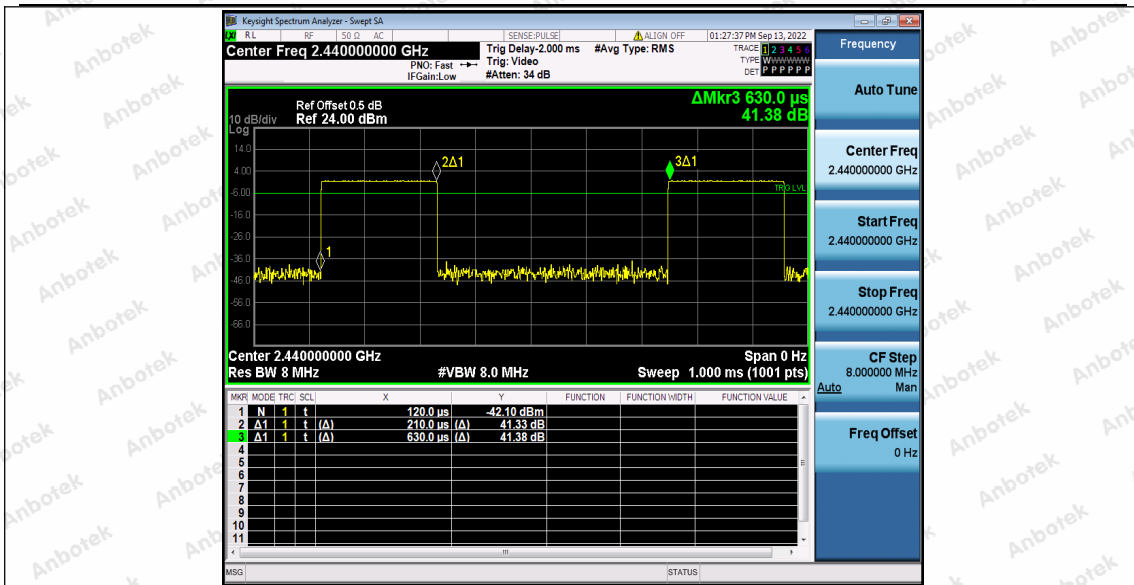 Keysight Spectrum Analyzer - Swept SA
RL RF 50 Ω AC SENSE:PULSE ALIGN OFF 01:27:37 PM Sep 13, 2022
Center Freq 2.440000000 GHz
PNO: Fast
IFGain:Low
Trig Delay-2.000 ms
Trig: Video
#Atten: 34 dB
#Avg Type: RMS
TRACE 1 2 3 4 5 6
TYPE WWWWWW
DET P P P P P P
Frequency
Auto Tune
Center Freq
2.440000000 GHz
Start Freq
2.440000000 GHz
Stop Freq
2.440000000 GHz
CF Step
8.000000 MHz
Auto Man
Freq Offset
0 Hz
ΔMkr3 630.0 µs
41.38 dB
Ref Offset 0.5 dB
10 dB/div Ref 24.00 dBm
Log
14.0
4.00
-6.00
-16.0
-26.0
-36.0
-46.0
-56.0
-66.0
2Δ1
3Δ1
1
TRIG LVL
Center 2.440000000 GHz Span 0 Hz
Res BW 8 MHz #VBW 8.0 MHz Sweep 1.000 ms (1001 pts)
MKR MODE TRC SCL X Y FUNCTION FUNCTION WIDTH FUNCTION VALUE
1 N 1 t 120.0 µs -42.10 dBm
2 Δ1 1 t (Δ) 210.0 µs (Δ) 41.33 dB
3 Δ1 1 t (Δ) 630.0 µs (Δ) 41.38 dB
4
5
6
7
8
9
10
11
MSG STATUS
Anbotek